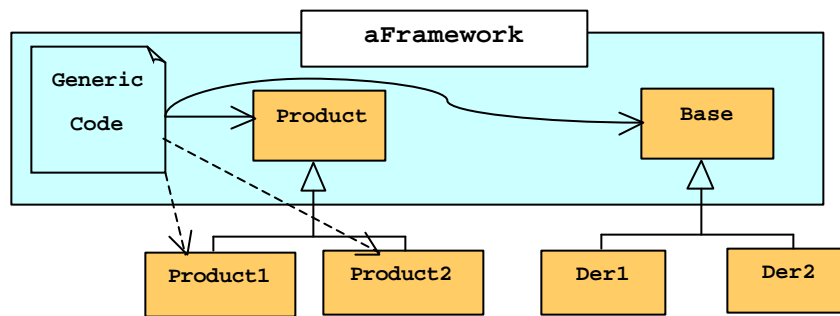 aFramework
Generic
Code
Product
Base
Product1
Product2
Der1
Der2